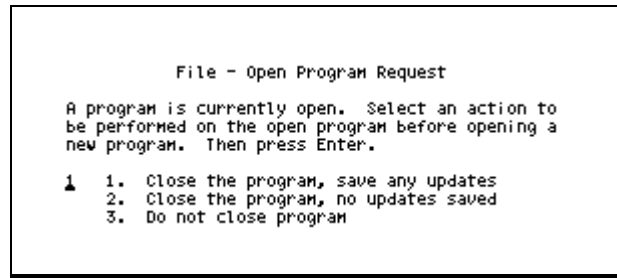 File - Open Program Request
A program is currently open. Select an action to
be performed on the open program before opening a
new program. Then press Enter.
1 1. Close the program, save any updates
2. Close the program, no updates saved
3. Do not close program